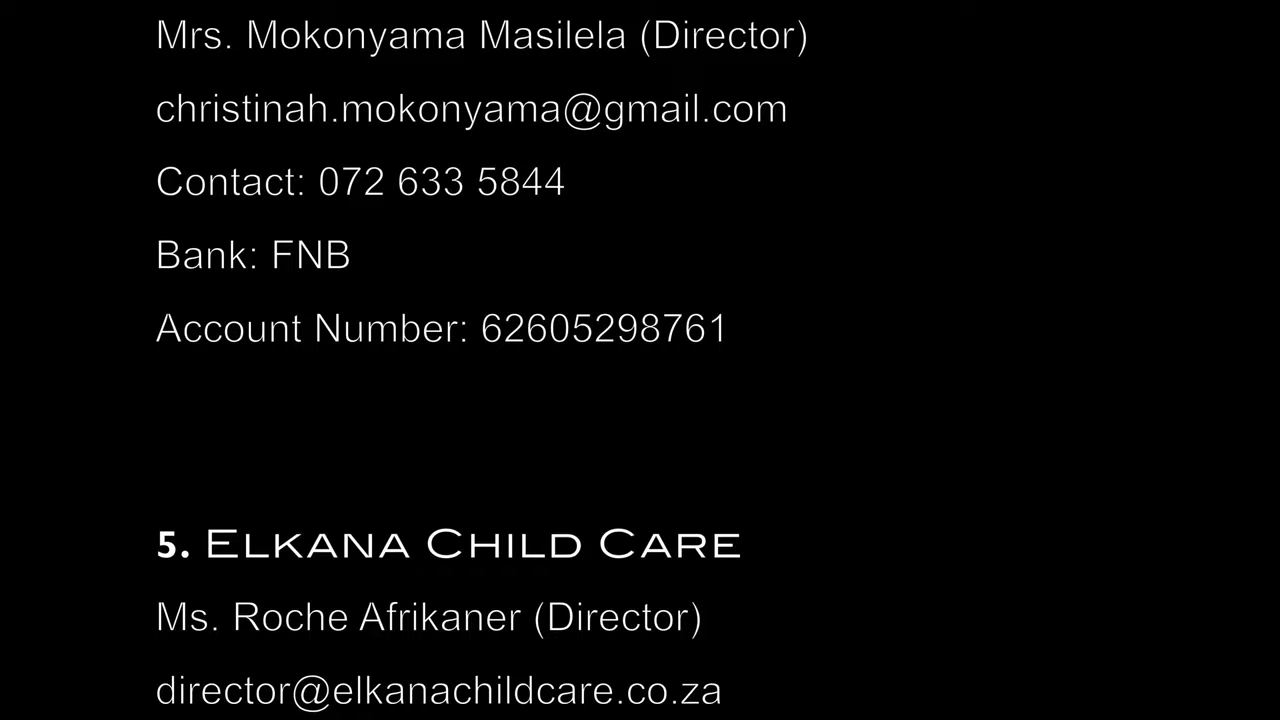 Mrs. Mokonyama Masilela (Director)
christinah.mokonyama@gmail.com
Contact: 072 633 5844
Bank: FNB
Account Number: 62605298761
5. Elkana Child Care
Ms. Roche Afrikaner (Director)
director@elkanachildcare.co.za